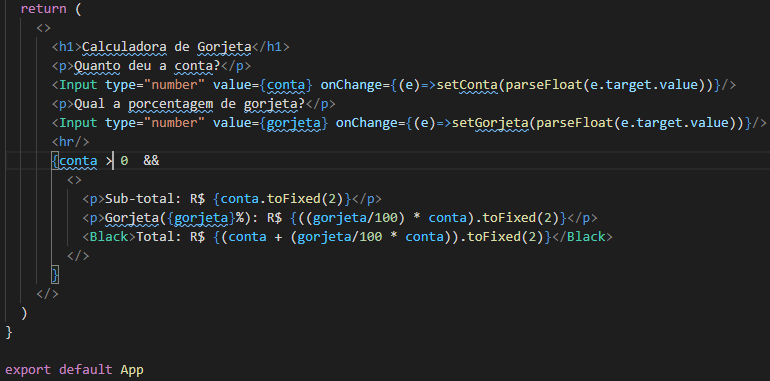 return (
<>
<h1>Calculadora de Gorjeta</h1>
<p>Quanto deu a conta?</p>
<Input type="number" value={conta} onChange={(e)=>setConta(parseFloat(e.target.value))}/>
<p>Qual a porcentagem de gorjeta?</p>
<Input type="number" value={gorjeta} onChange={(e)=>setGorjeta(parseFloat(e.target.value))}/>
<hr/>
{conta > 0  &&
<>
<p>Sub-total: R$ {conta.toFixed(2)}</p>
<p>Gorjeta({gorjeta}%): R$ {((gorjeta/100) * conta).toFixed(2)}</p>
<Black>Total: R$ {(conta + (gorjeta/100 * conta)).toFixed(2)}</Black>
</>
}
</>
)
}
export default App